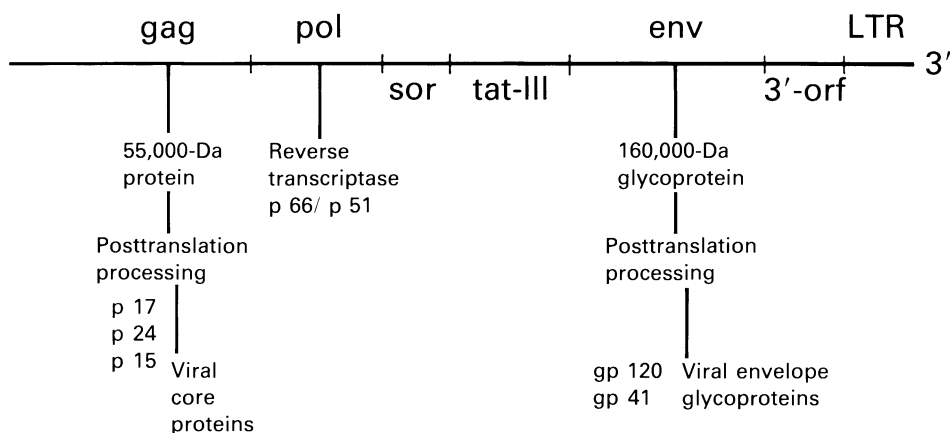 gag pol env LTR
3′
sor tat-III 3′-orf
55,000-Da
protein
Reverse
transcriptase
p 66/ p 51
160,000-Da
glycoprotein
Posttranslation
processing
Posttranslation
processing
p 17
p 24
p 15
Viral
core
proteins
gp 120
gp 41
Viral envelope
glycoproteins